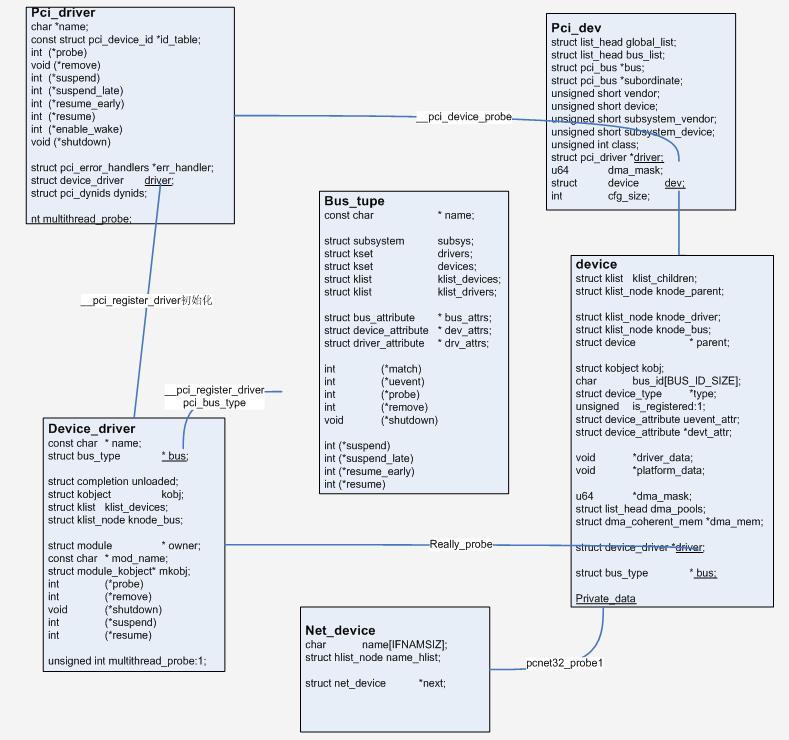 Pci_driver
char *name;
const struct pci_device_id *id_table;
int (*probe)
void (*remove)
int (*suspend)
int (*suspend_late)
int (*resume_early)
int (*resume)
int (*enable_wake)
void (*shutdown)
struct pci_error_handlers *err_handler;
struct device_driver driver;
struct pci_dynids dynids;
nt multithread_probe;
__pci_device_probe
Pci_dev
struct list_head global_list;
struct list_head bus_list;
struct pci_bus *bus;
struct pci_bus *subordinate;
unsigned short vendor;
unsigned short device;
unsigned short subsystem_vendor;
unsigned short subsystem_device;
unsigned int class;
struct pci_driver *driver;
u64 dma_mask;
struct device dev;
int cfg_size;
Bus_tupe
const char * name;
struct subsystem subsys;
struct kset drivers;
struct kset devices;
struct klist klist_devices;
struct klist klist_drivers;
struct bus_attribute * bus_attrs;
struct device_attribute * dev_attrs;
struct driver_attribute * drv_attrs;
int (*match)
int (*uevent)
int (*probe)
int (*remove)
void (*shutdown)
int (*suspend)
int (*suspend_late)
int (*resume_early)
int (*resume)
device
struct klist klist_children;
struct klist_node knode_parent;
struct klist_node knode_driver;
struct klist_node knode_bus;
struct device * parent;
struct kobject kobj;
char bus_id[BUS_ID_SIZE];
struct device_type *type;
unsigned is_registered:1;
struct device_attribute uevent_attr;
struct device_attribute *devt_attr;
void *driver_data;
void *platform_data;
u64 *dma_mask;
struct list_head dma_pools;
struct dma_coherent_mem *dma_mem;
struct device_driver *driver;
struct bus_type * bus;
Private_data
__pci_register_driver初始化
__pci_register_driver
pci_bus_type
Device_driver
const char * name;
struct bus_type * bus;
struct completion unloaded;
struct kobject kobj;
struct klist klist_devices;
struct klist_node knode_bus;
struct module * owner;
const char * mod_name;
struct module_kobject* mkobj;
int (*probe)
int (*remove)
void (*shutdown)
int (*suspend)
int (*resume)
unsigned int multithread_probe:1;
Really_probe
Net_device
char name[IFNAMSIZ];
struct hlist_node name_hlist;
struct net_device *next;
pcnet32_probe1